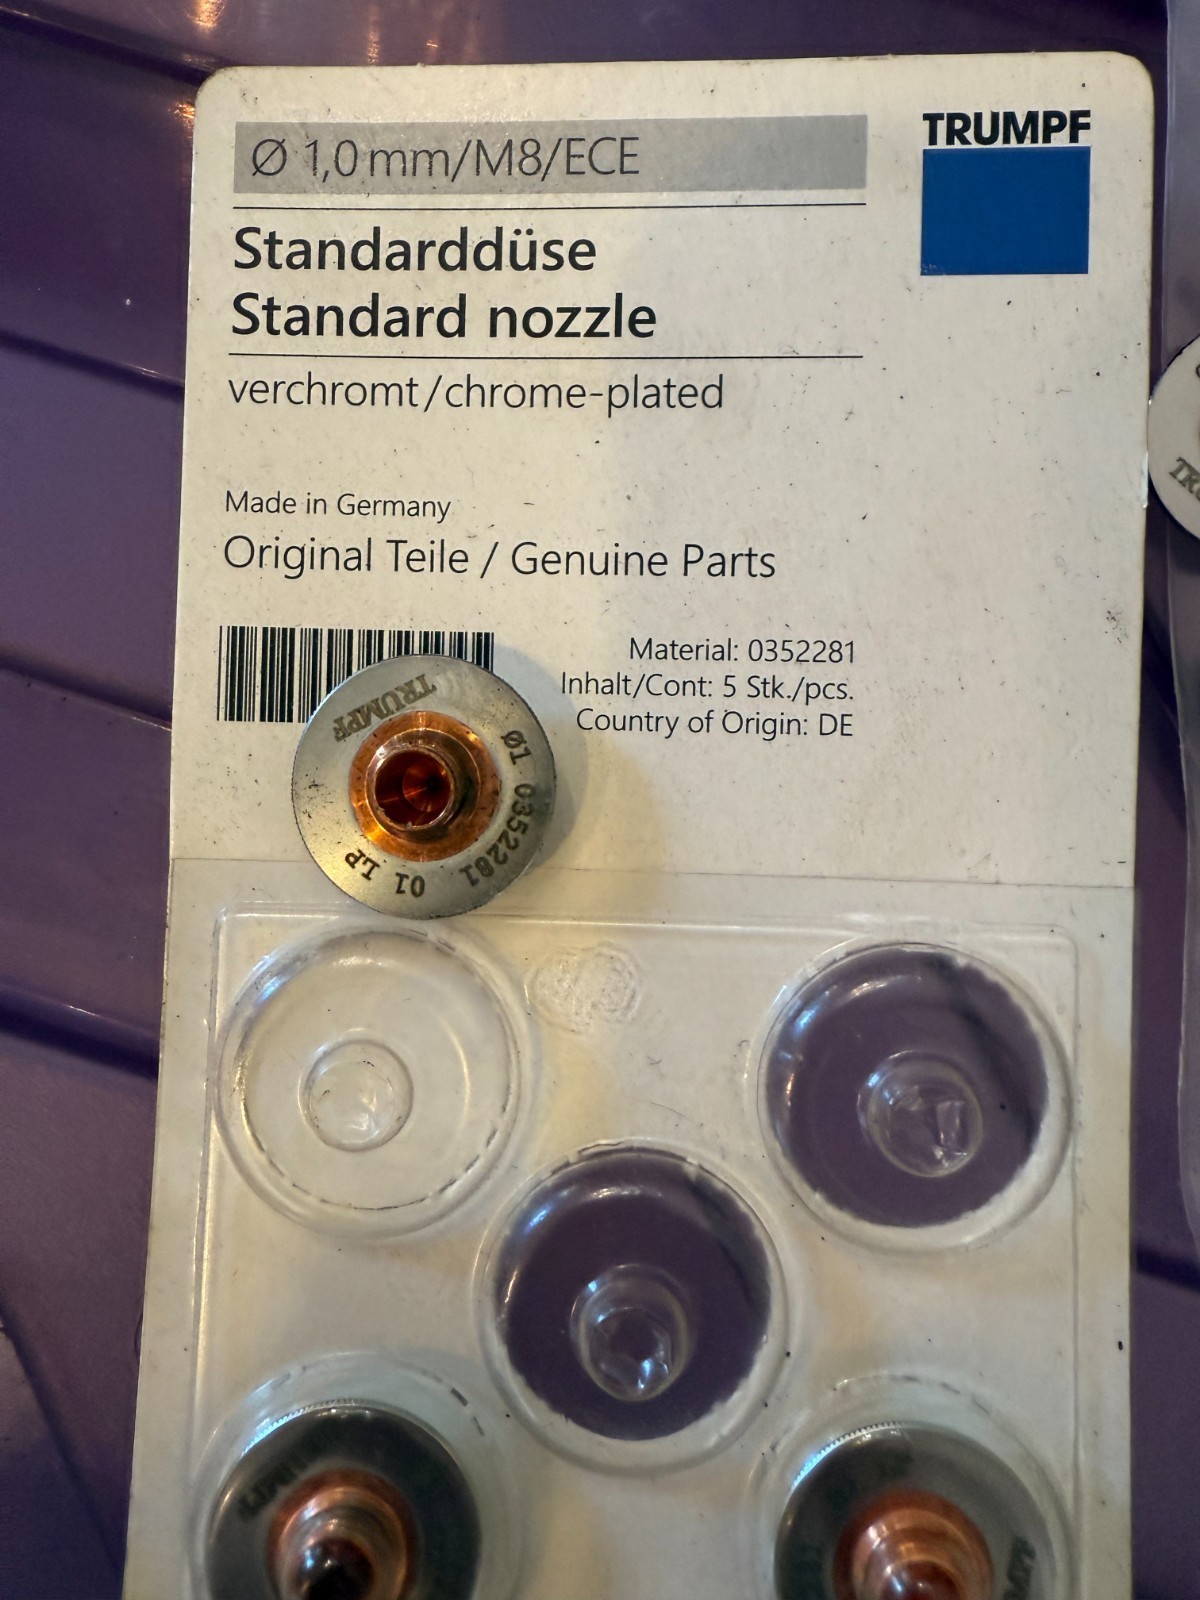 Ø 1,0 mm/M8/ECE
TRUMPF
Standarddüse
Standard nozzle
verchromt/chrome-plated
Made in Germany
Original Teile / Genuine Parts
Material: 0352281
Inhalt/Cont: 5 Stk./pcs.
Country of Origin: DE
TRUMPF
Ø1 0352281 01 LP